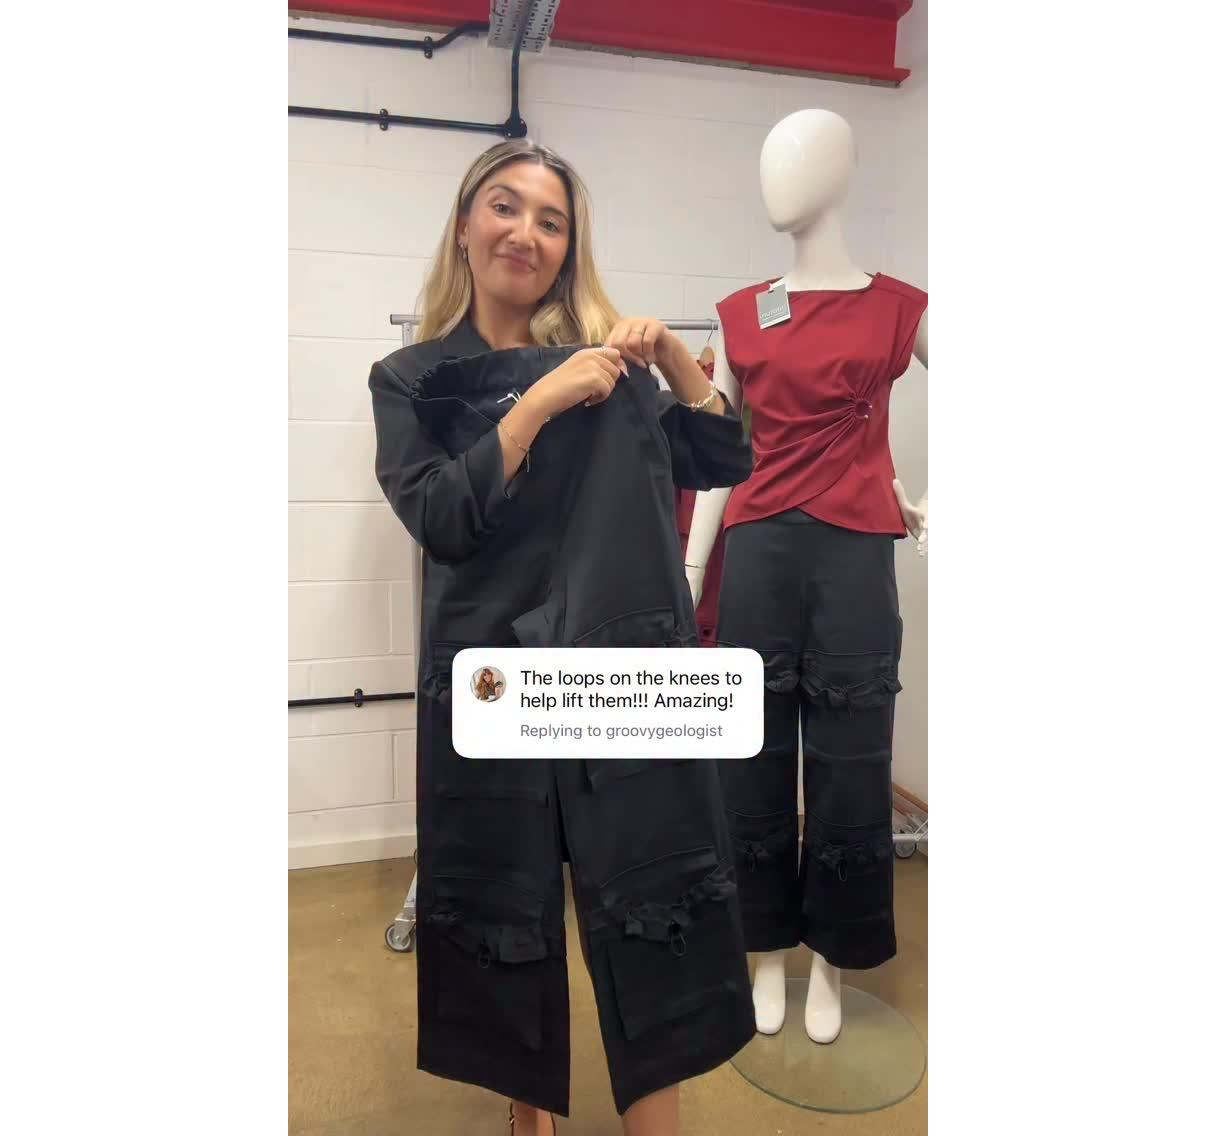 The loops on the knees to
help lift them!!! Amazing!
Replying to groovygeologist